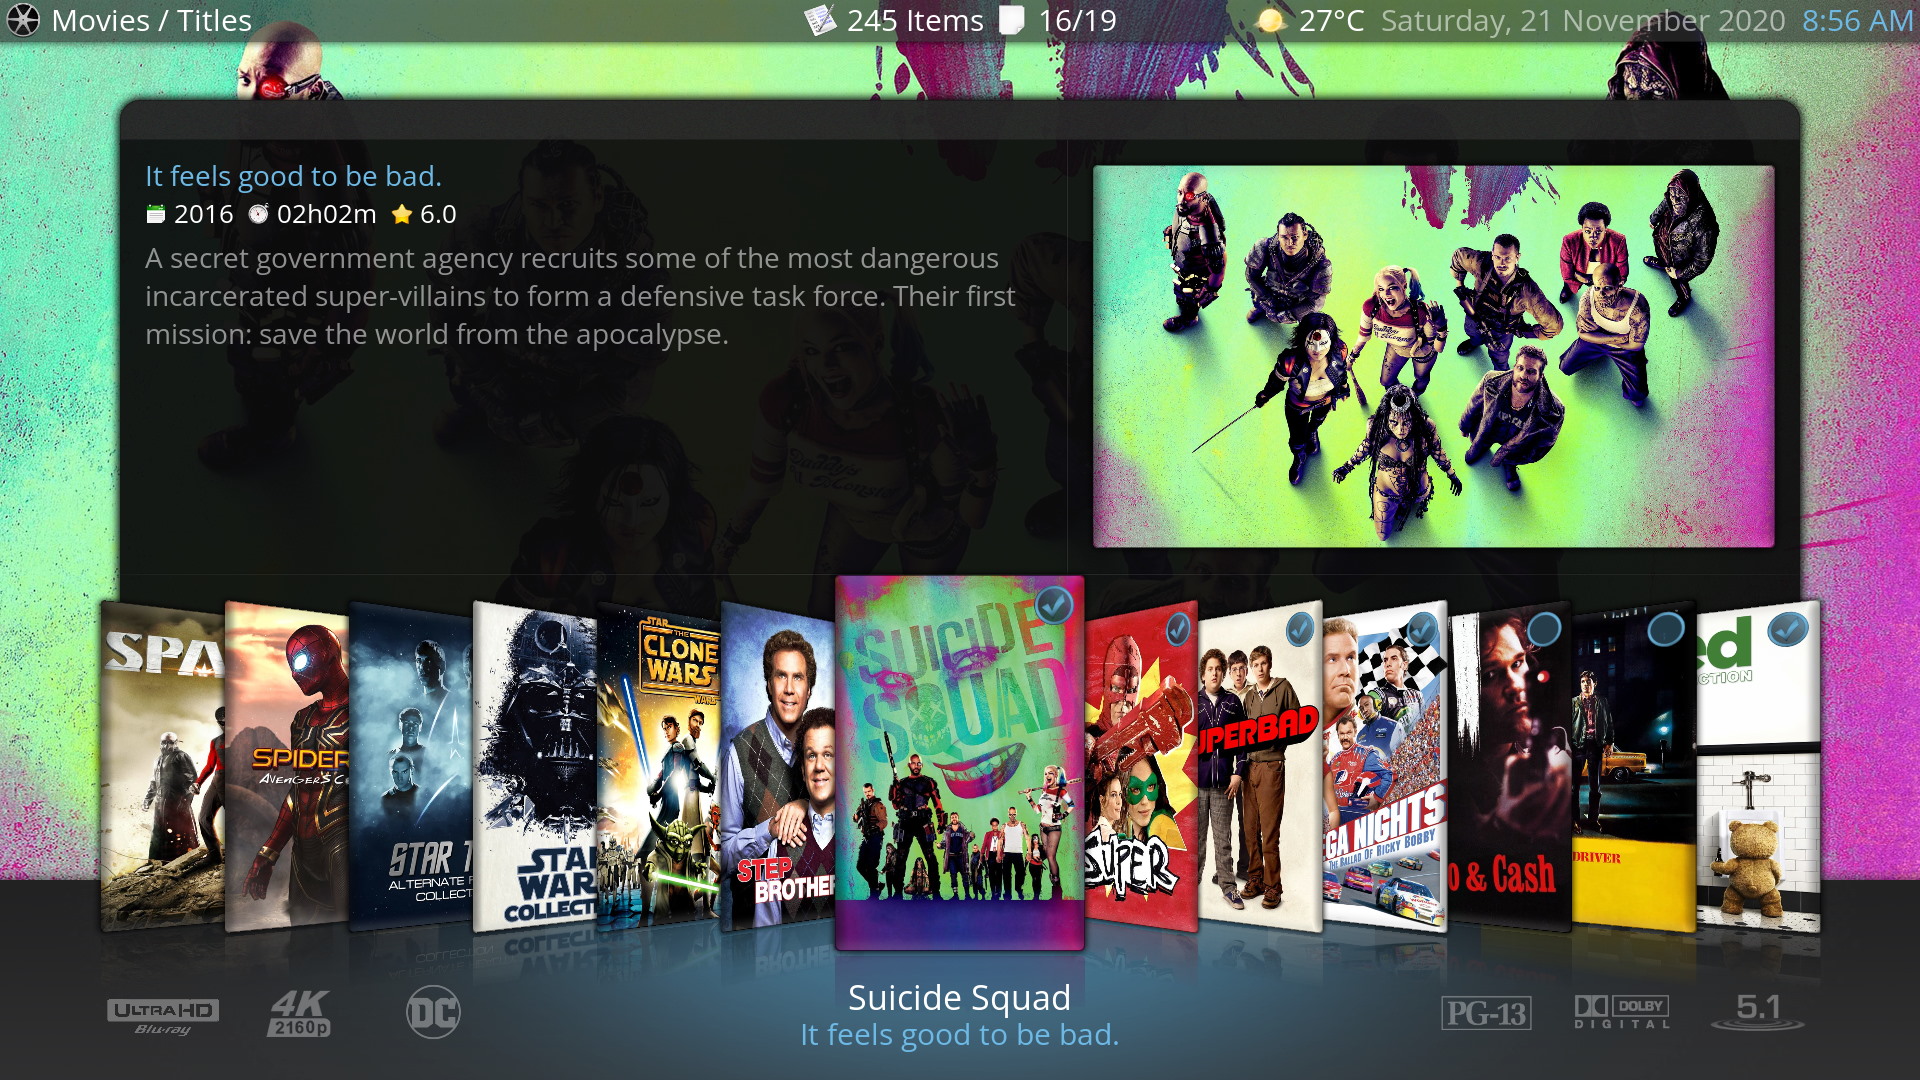 Movies / Titles
245 Items
16/19
27°C
Saturday, 21 November 2020
8:56 AM
It feels good to be bad.
2016
02h02m
6.0
A secret government agency recruits some of the most dangerous
incarcerated super-villains to form a defensive task force. Their first
mission: save the world from the apocalypse.
SPA
SPIDER
AVENGERS C
STAR T
ALTERNATE
COLLECT
STAR
WAR
COLLECT
STAR
THE
CLONE
WARS
STEP
BROTHE
SUICIDE
SQUAD
SUPER
UPERBAD
GA NIGHTS
THE BALLAD OF RICKY BOBBY
o & Cash
DRIVER
ed
CTION
ULTRA HD
Blu-ray
4K
2160p
DC
Suicide Squad
It feels good to be bad.
PG-13
DOLBY
DIGITAL
5.1